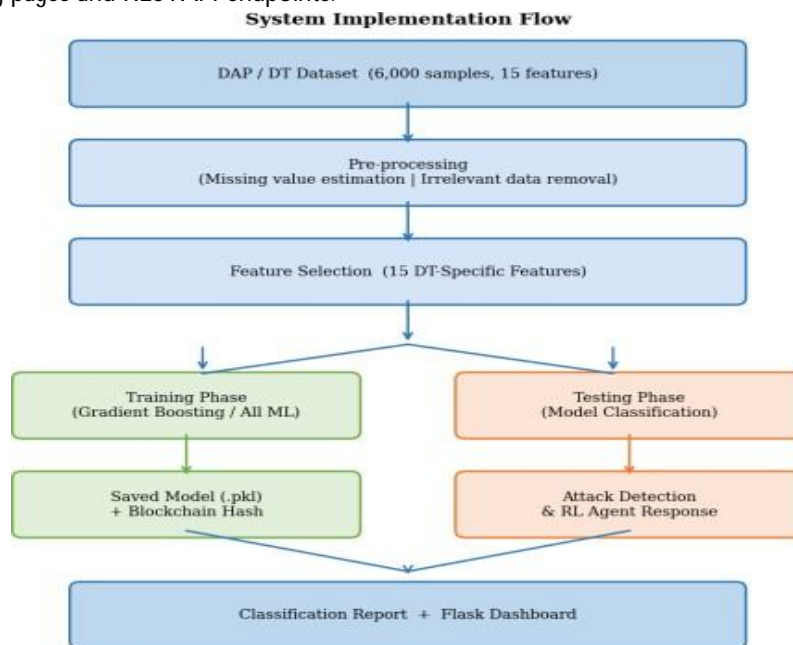 System Implementation Flow
DAP / DT Dataset (6,000 samples, 15 features)
Pre-processing
(Missing value estimation | Irrelevant data removal)
Feature Selection (15 DT-Specific Features)
Training Phase
(Gradient Boosting / All ML)
Testing Phase
(Model Classification)
Saved Model (.pkl)
+ Blockchain Hash
Attack Detection
& RL Agent Response
Classification Report + Flask Dashboard